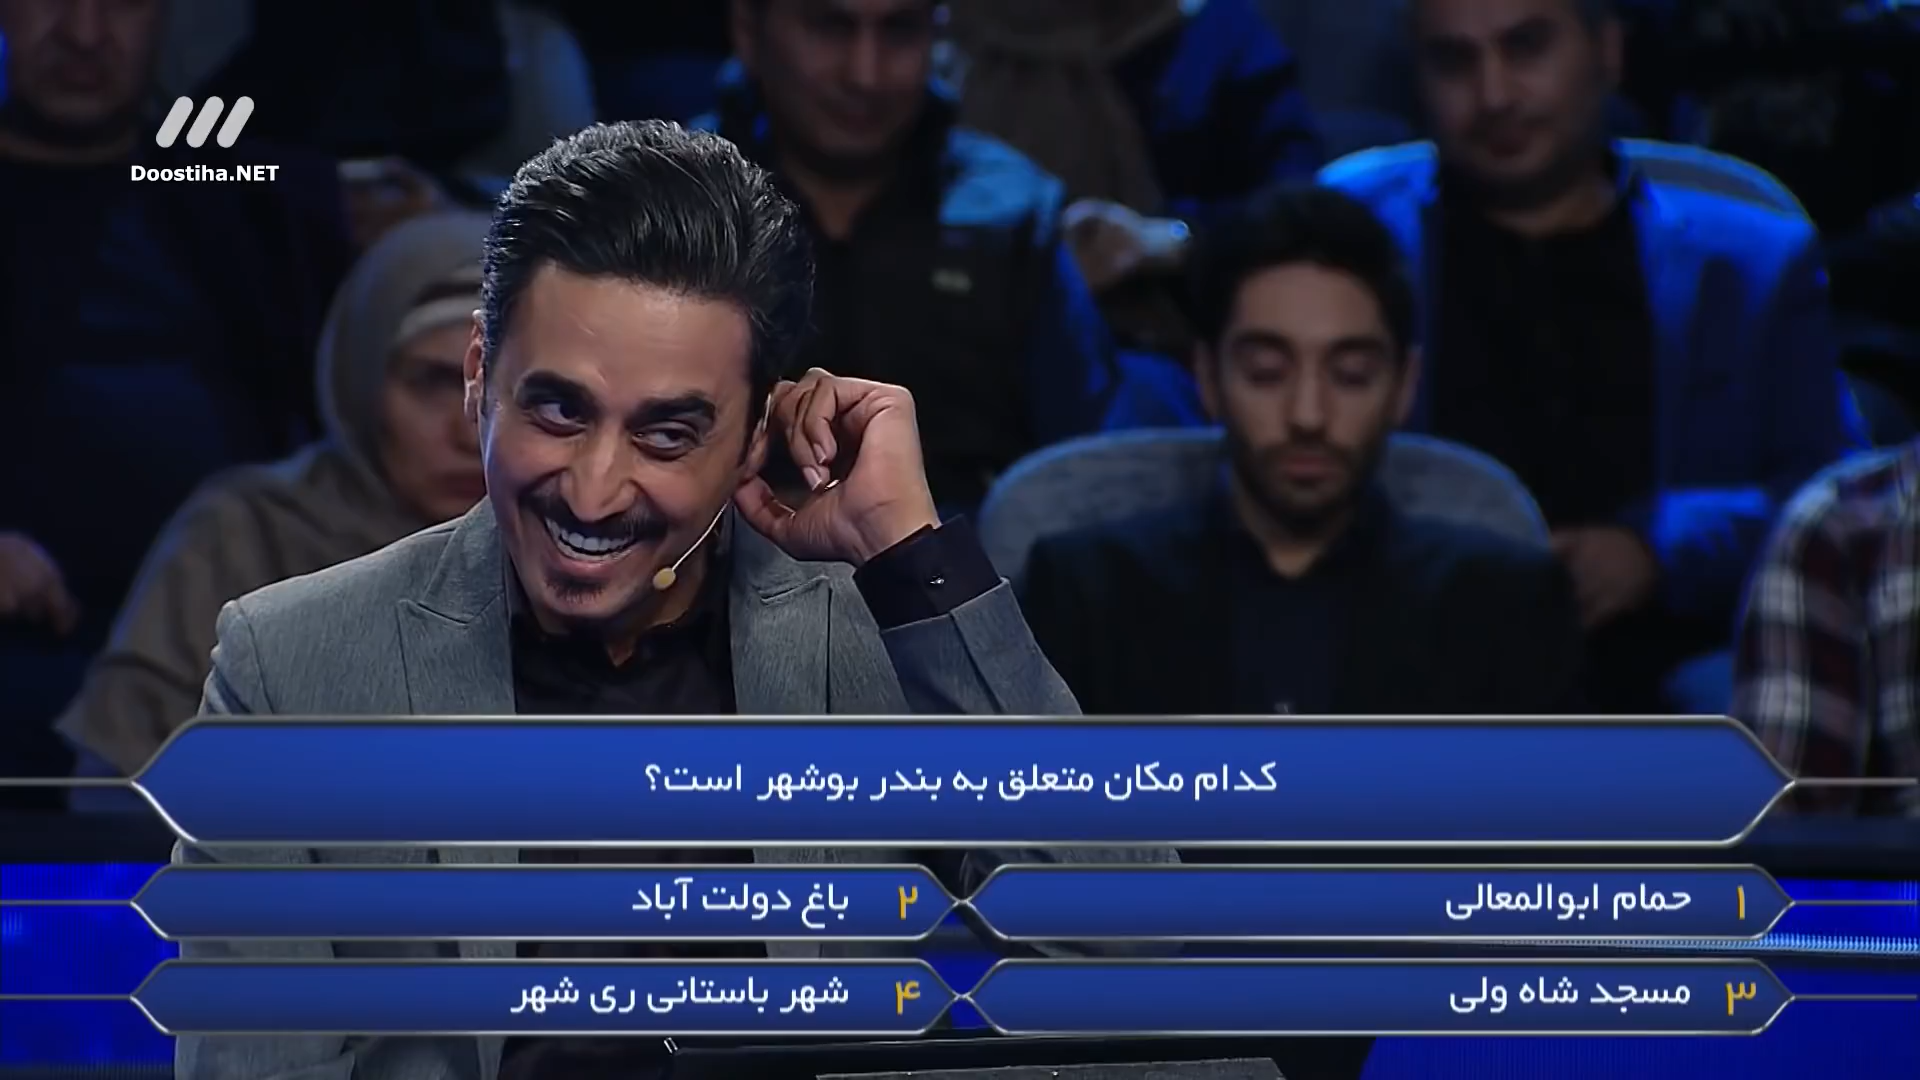 Doostiha.NET
کدام مکان متعلق به بندر بوشهر است؟
۱ حمام ابوالمعالی
۲ باغ دولت آباد
۳ مسجد شاه ولی
۴ شهر باستانی ری شهر